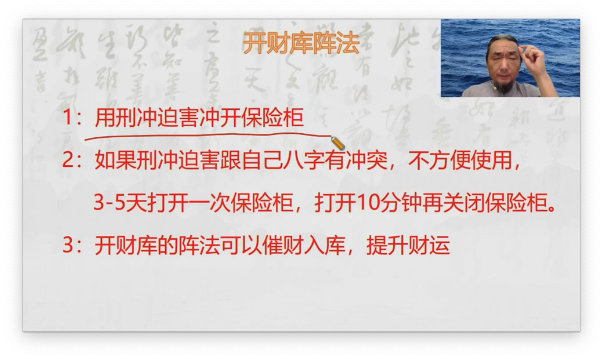 开财库阵法
1：用刑冲迫害冲开保险柜
2：如果刑冲迫害跟自己八字有冲突，不方便使用，
3-5天打开一次保险柜，打开10分钟再关闭保险柜。
3：开财库的阵法可以催财入库，提升财运